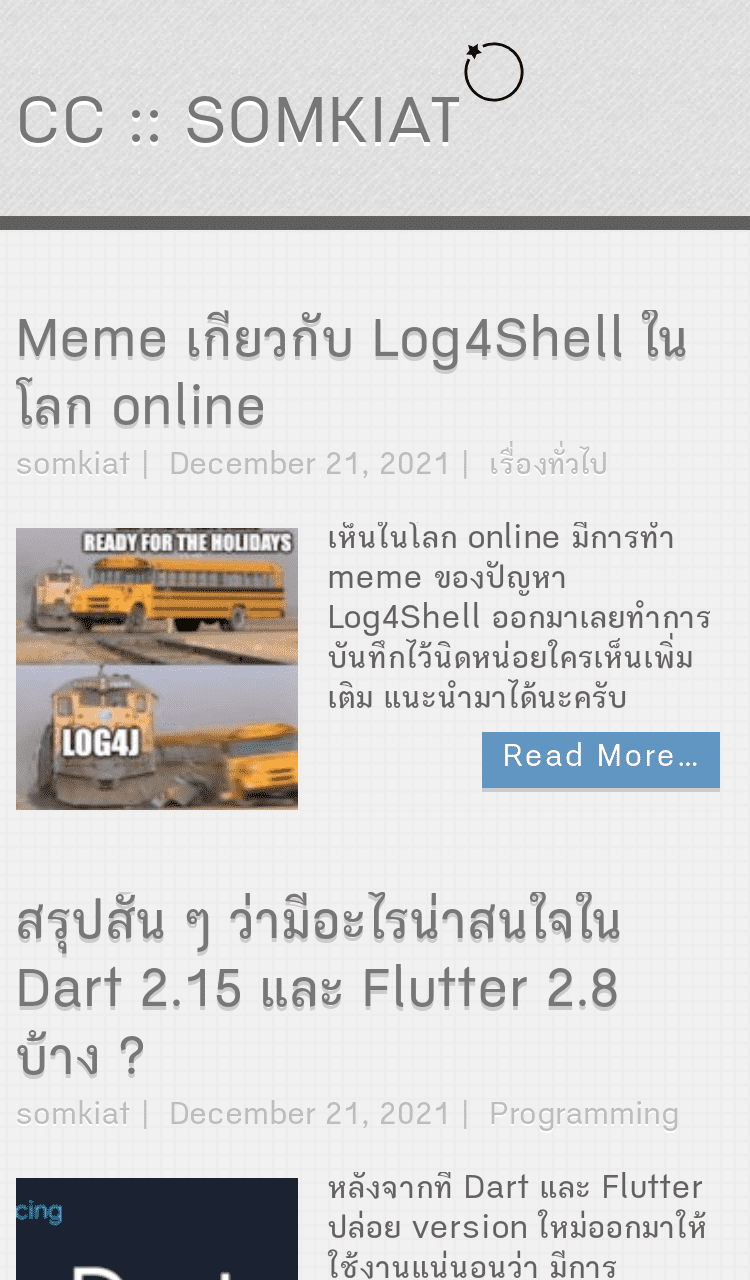 CC :: SOMKIAT
Meme เกี่ยวกับ Log4Shell ใน
โลก online
somkiat | December 21, 2021 | เรื่องทั่วไป
READY FOR THE HOLIDAYS
LOG4J
เห็นในโลก online มีการทำ
meme ของปัญหา
Log4Shell ออกมาเลยทำการ
บันทึกไว้นิดหน่อยใครเห็นเพิ่ม
เติม แนะนำมาได้นะครับ
Read More…
สรุปสั้น ๆ ว่ามีอะไรน่าสนใจใน
Dart 2.15 และ Flutter 2.8
บ้าง ?
somkiat | December 21, 2021 | Programming
cing
Dart
หลังจากที่ Dart และ Flutter
ปล่อย version ใหม่ออกมาให้
ใช้งานแน่นอนว่า มีการ